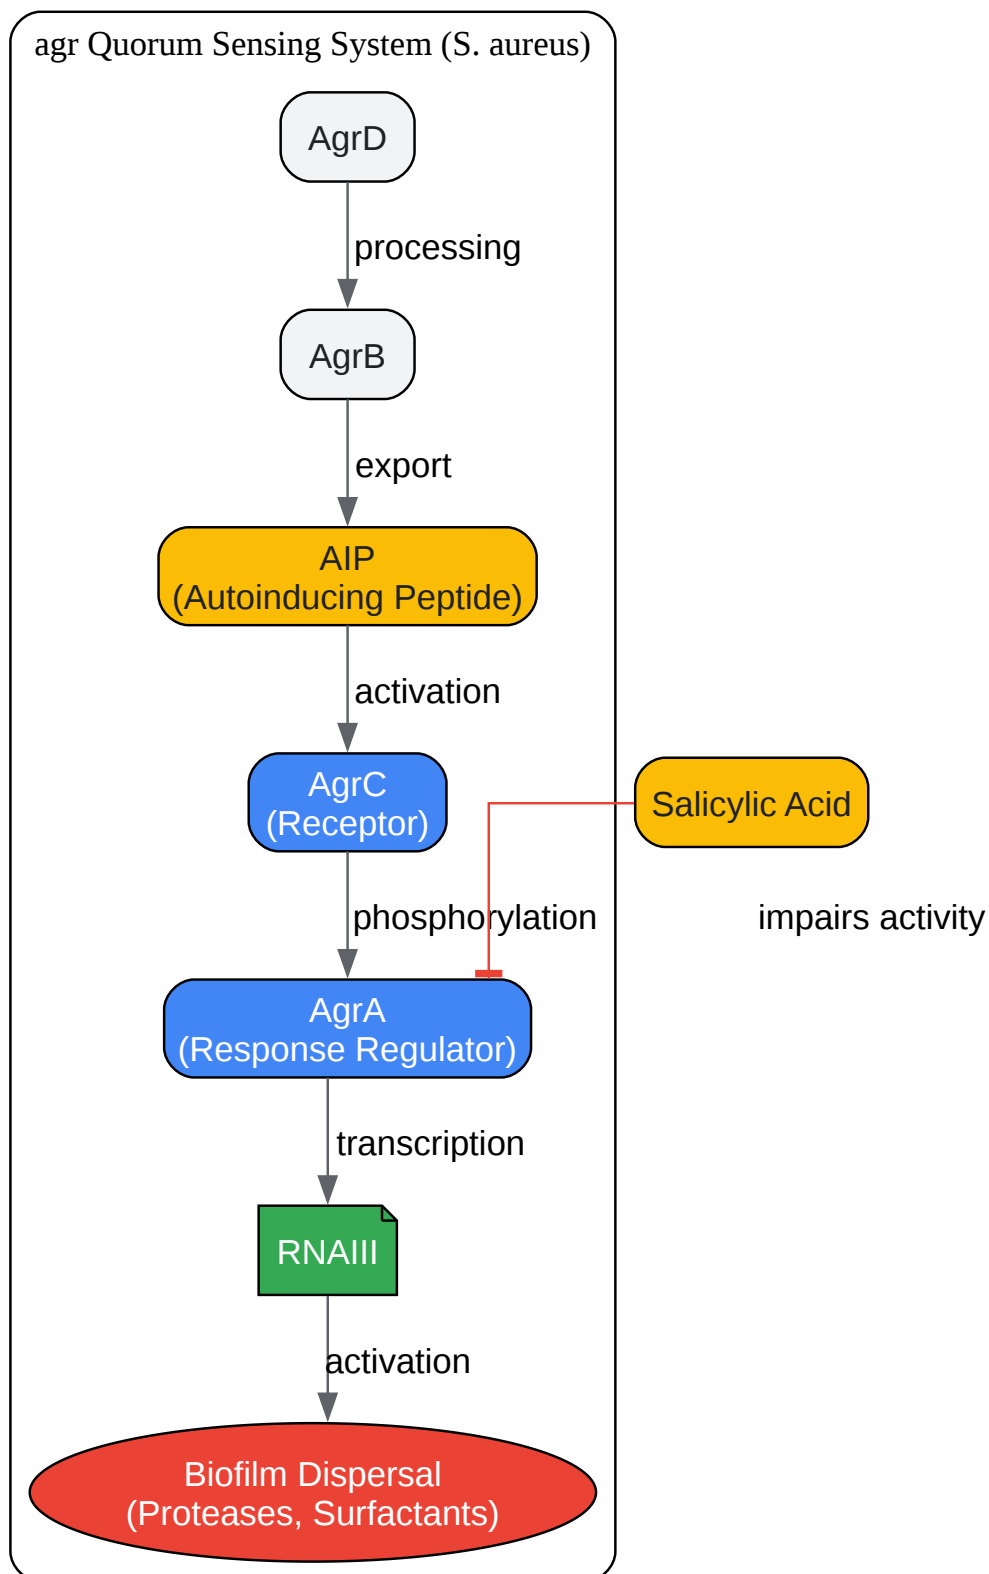 agr Quorum Sensing System (S. aureus)
AgrD
processing
AgrB
export
AIP
(Autoinducing Peptide)
activation
AgrC
(Receptor)
Salicylic Acid
phosphorylation
impairs activity
AgrA
(Response Regulator)
transcription
RNAIII
activation
Biofilm Dispersal
(Proteases, Surfactants)